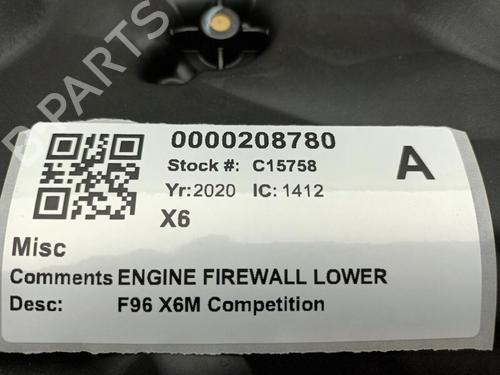 0000208780
Stock #: C15758
A
Yr: 2020 IC: 1412
X6
Misc
Comments ENGINE FIREWALL LOWER
Desc: F96 X6M Competition
B-PARTS